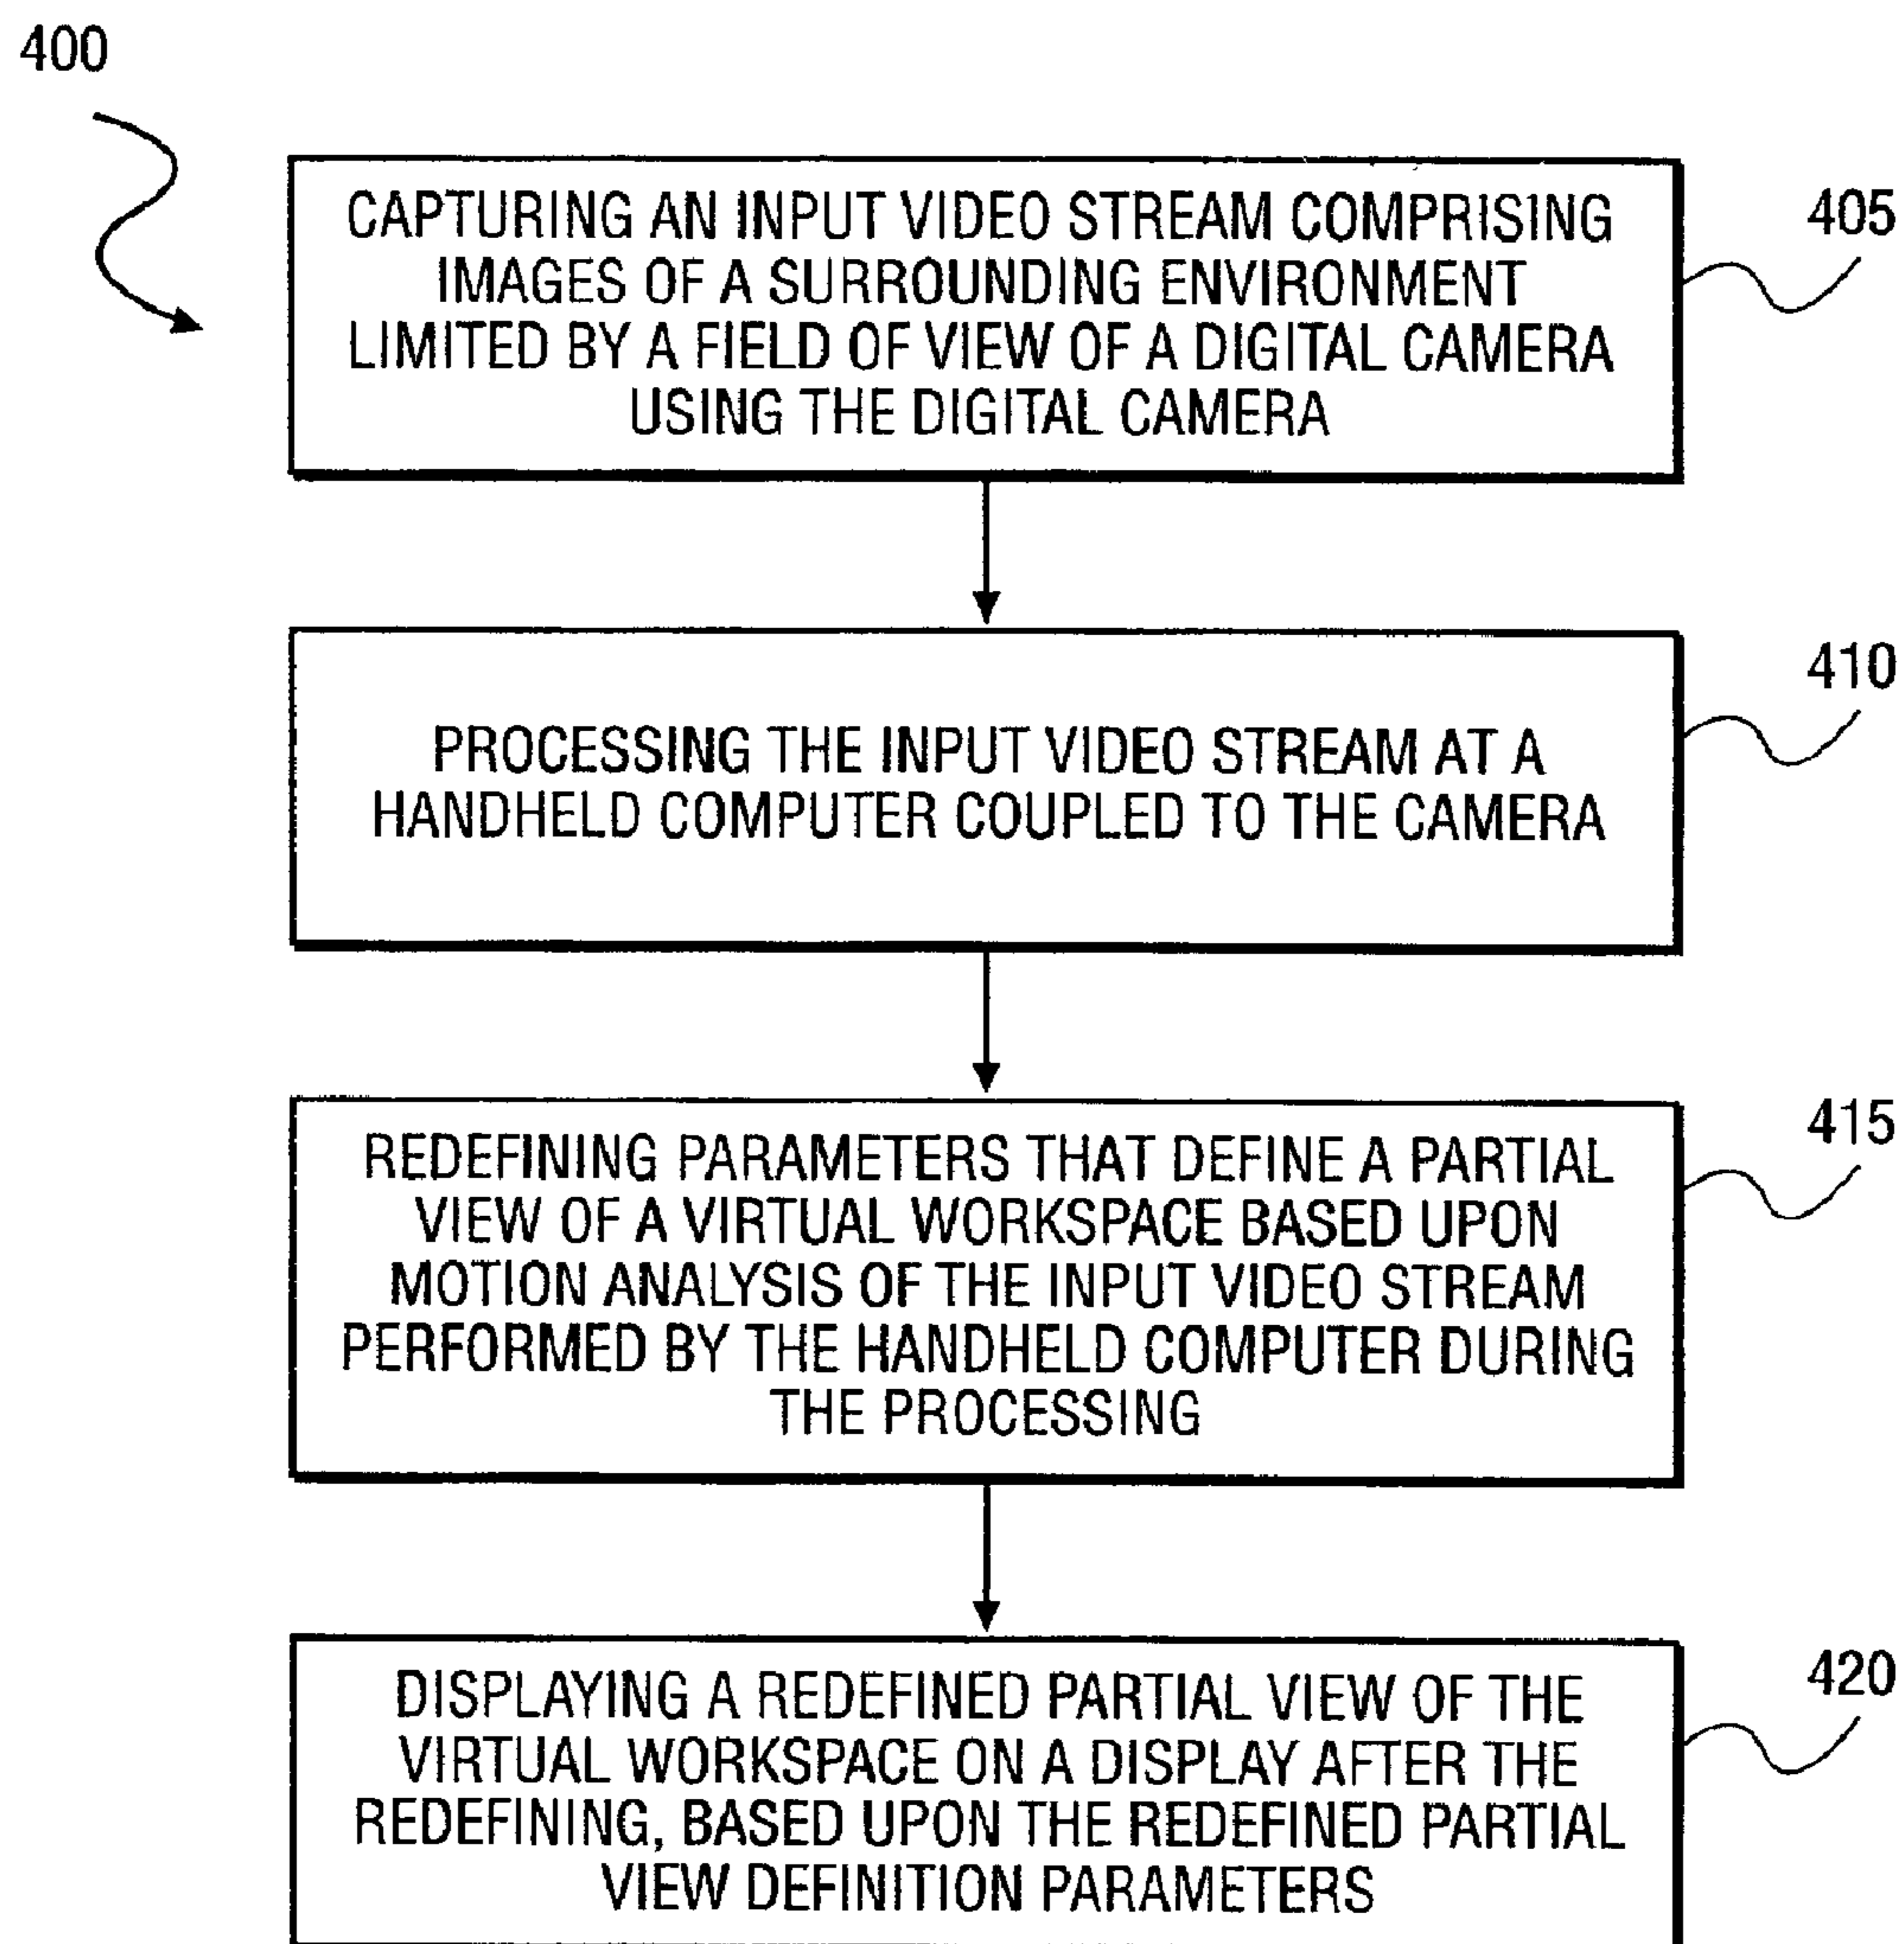 400
CAPTURING AN INPUT VIDEO STREAM COMPRISING
IMAGES OF A SURROUNDING ENVIRONMENT
LIMITED BY A FIELD OF VIEW OF A DIGITAL CAMERA
USING THE DIGITAL CAMERA
405
PROCESSING THE INPUT VIDEO STREAM AT A
HANDHELD COMPUTER COUPLED TO THE CAMERA
410
REDEFINING PARAMETERS THAT DEFINE A PARTIAL
VIEW OF A VIRTUAL WORKSPACE BASED UPON
MOTION ANALYSIS OF THE INPUT VIDEO STREAM
PERFORMED BY THE HANDHELD COMPUTER DURING
THE PROCESSING
415
DISPLAYING A REDEFINED PARTIAL VIEW OF THE
VIRTUAL WORKSPACE ON A DISPLAY AFTER THE
REDEFINING, BASED UPON THE REDEFINED PARTIAL
VIEW DEFINITION PARAMETERS
420